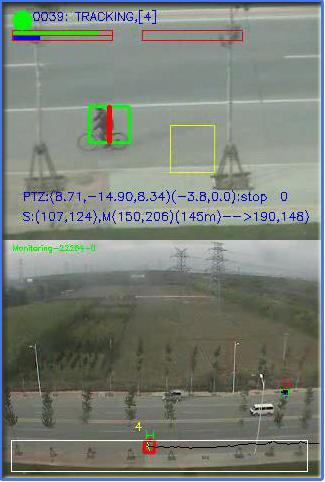 0039: TRACKING,[4]
PTZ:(8.71,-14.90,8.34)(-3.8,0.0):stop 0
S:(107,124),M(150,206)(145m)-->190,148)
Monitoring-22264-0
4